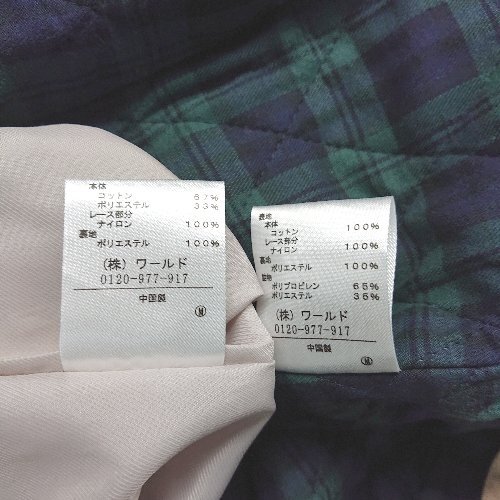 本体
コットン 67%
ポリエステル 33%
レース部分
ナイロン 100%
裏地
ポリエステル 100%
(株) ワールド
0120-977-917
中国製
M
表地
本体
コットン 100%
レース部分
ナイロン 100%
裏地
ポリエステル 100%
詰物
ポリプロピレン 65%
ポリエステル 35%
(株) ワールド
0120-977-917
中国製
M